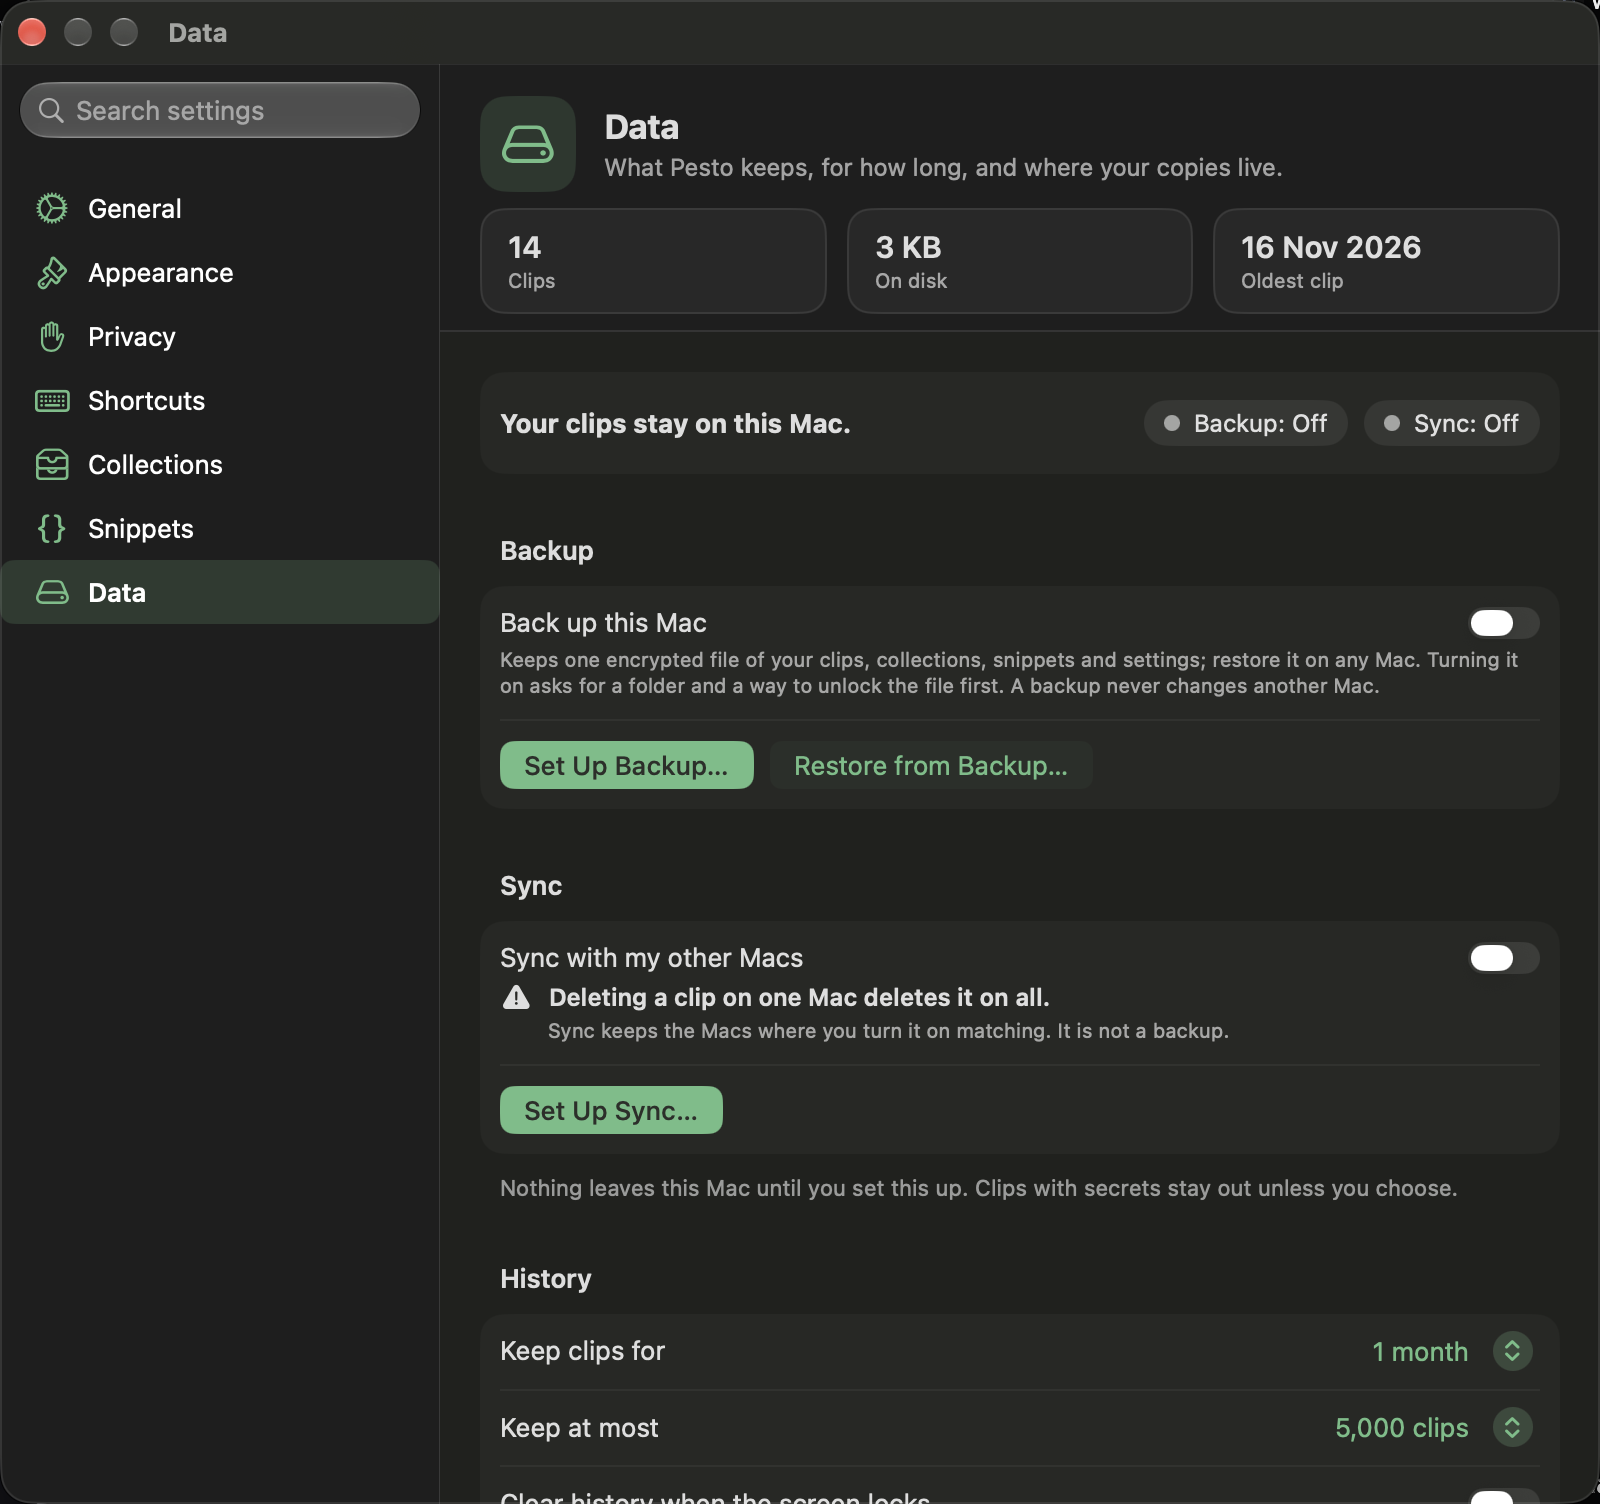 Data
Search settings
General
Appearance
Privacy
Shortcuts
Collections
Snippets
Data
Data
What Pesto keeps, for how long, and where your copies live.
14
Clips
3 KB
On disk
16 Nov 2026
Oldest clip
Your clips stay on this Mac.
Backup: Off
Sync: Off
Backup
Back up this Mac
Keeps one encrypted file of your clips, collections, snippets and settings; restore it on any Mac. Turning it
on asks for a folder and a way to unlock the file first. A backup never changes another Mac.
Set Up Backup...
Restore from Backup...
Sync
Sync with my other Macs
Deleting a clip on one Mac deletes it on all.
Sync keeps the Macs where you turn it on matching. It is not a backup.
Set Up Sync...
Nothing leaves this Mac until you set this up. Clips with secrets stay out unless you choose.
History
Keep clips for
1 month
Keep at most
5,000 clips
Clear history when the screen locks